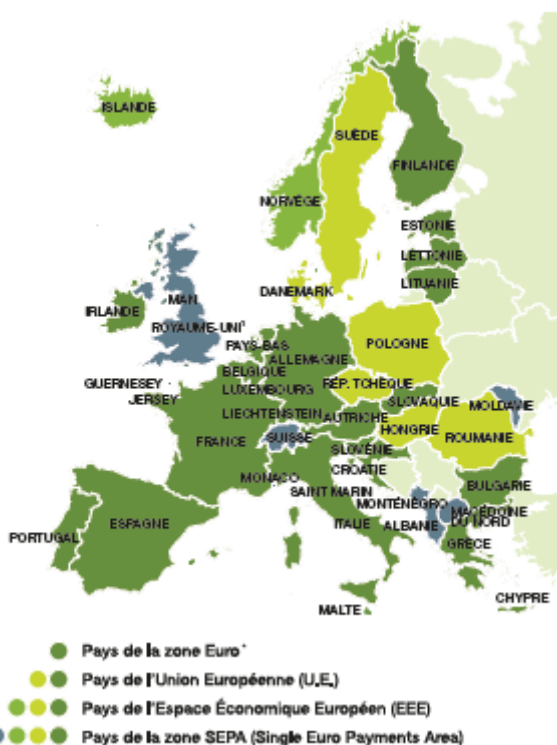 ISLANDE
SUÈDE
FINLANDE
NORVÈGE
ESTONIE
LETTONIE
LITUANIE
DANEMARK
MAN
IRLANDE
ROYAUME-UNI¹
PAYS-BAS
POLOGNE
ALLEMAGNE
BELGIQUE
RÉP. TCHÈQUE
GUERNESEY
LUXEMBOURG
JERSEY
SLOVAQUIE
MOLDAVIE
LIECHTENSTEIN
AUTRICHE
HONGRIE
FRANCE
SUISSE
ROUMANIE
SLOVÉNIE
CROATIE
MONACO
BULGARIE
SAINT MARIN
MONTÉNÉGRO
MACÉDOINE
DU NORD
ESPAGNE
ITALIE
ALBANIE
PORTUGAL
GRÈCE
CHYPRE
MALTE
Pays de la zone Euro*
Pays de l'Union Européenne (U.E.)
Pays de l'Espace Économique Européen (EEE)
Pays de la zone SEPA (Single Euro Payments Area)